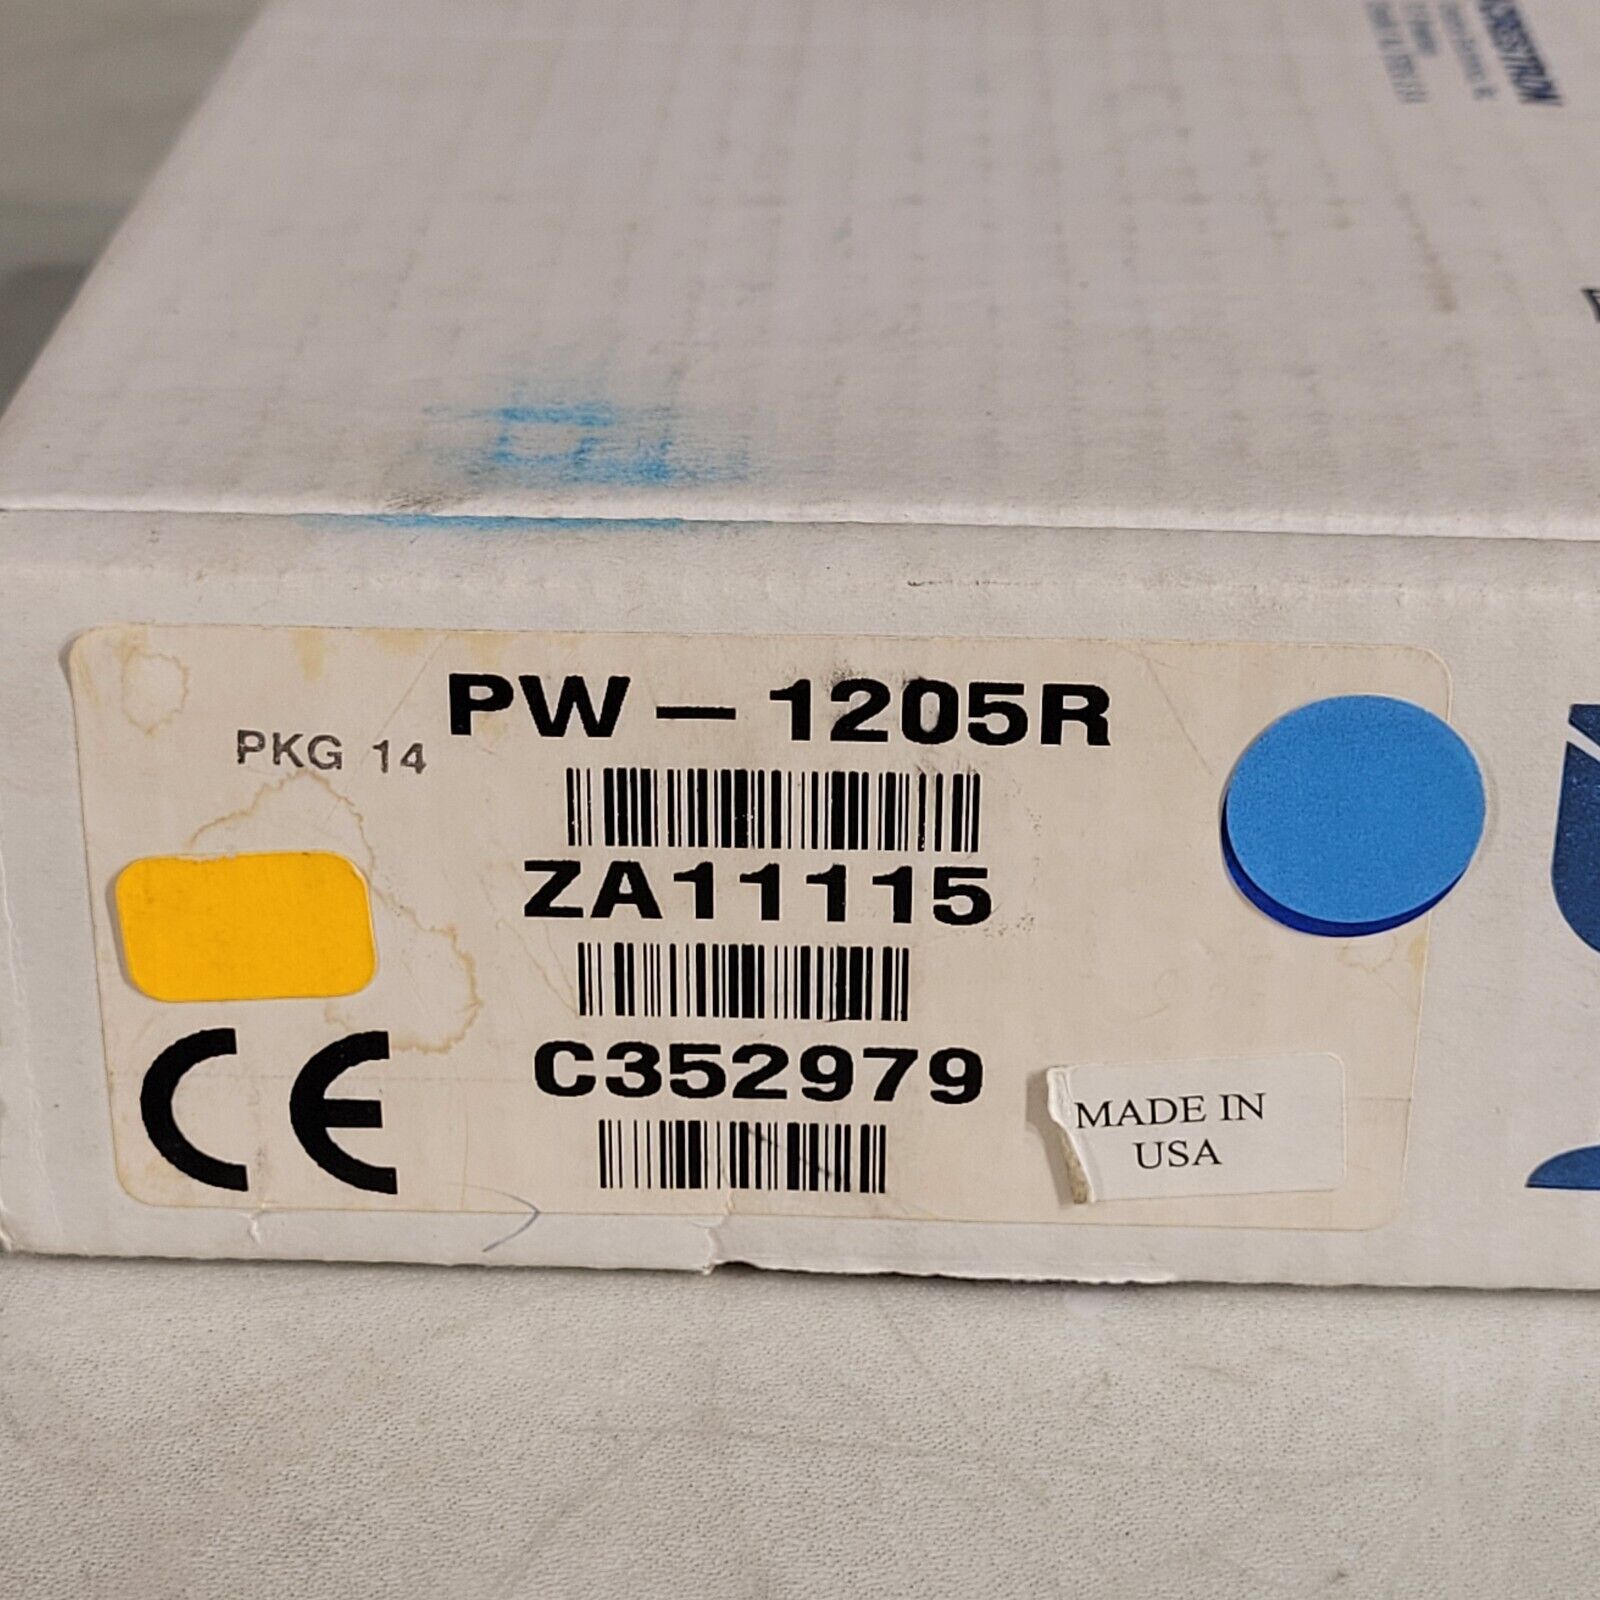 PW-1205R
PKG 14
ZA11115
C352979
CE
MADE IN
USA